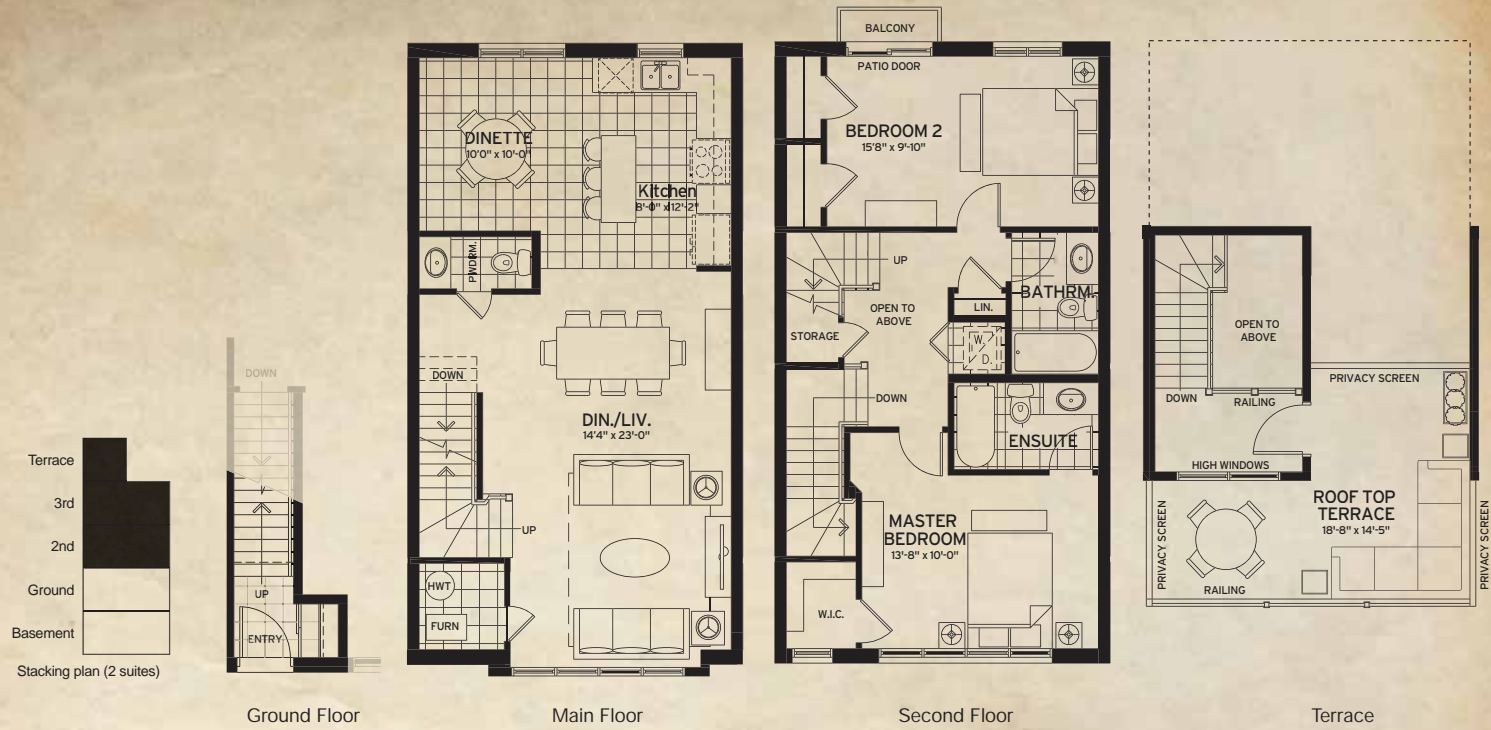 Terrace
3rd
2nd
Ground
Basement
Stacking plan (2 suites)
DOWN
UP
ENTRY
Ground Floor
DINETTE
10'0" x 10'-0"
Kitchen
8'-0" x 12'-2"
PWDRM.
DOWN
DIN./LIV.
14'4" x 23'-0"
UP
HWT
FURN
Main Floor
BALCONY
PATIO DOOR
BEDROOM 2
15'8" x 9'-10"
UP
OPEN TO
ABOVE
STORAGE
LIN.
BATHRM.
W.
D.
DOWN
ENSUITE
MASTER
BEDROOM
13'-8" x 10'-0"
W.I.C.
Second Floor
OPEN TO
ABOVE
DOWN
RAILING
PRIVACY SCREEN
HIGH WINDOWS
ROOF TOP
TERRACE
18'-8" x 14'-5"
PRIVACY SCREEN
PRIVACY SCREEN
RAILING
Terrace